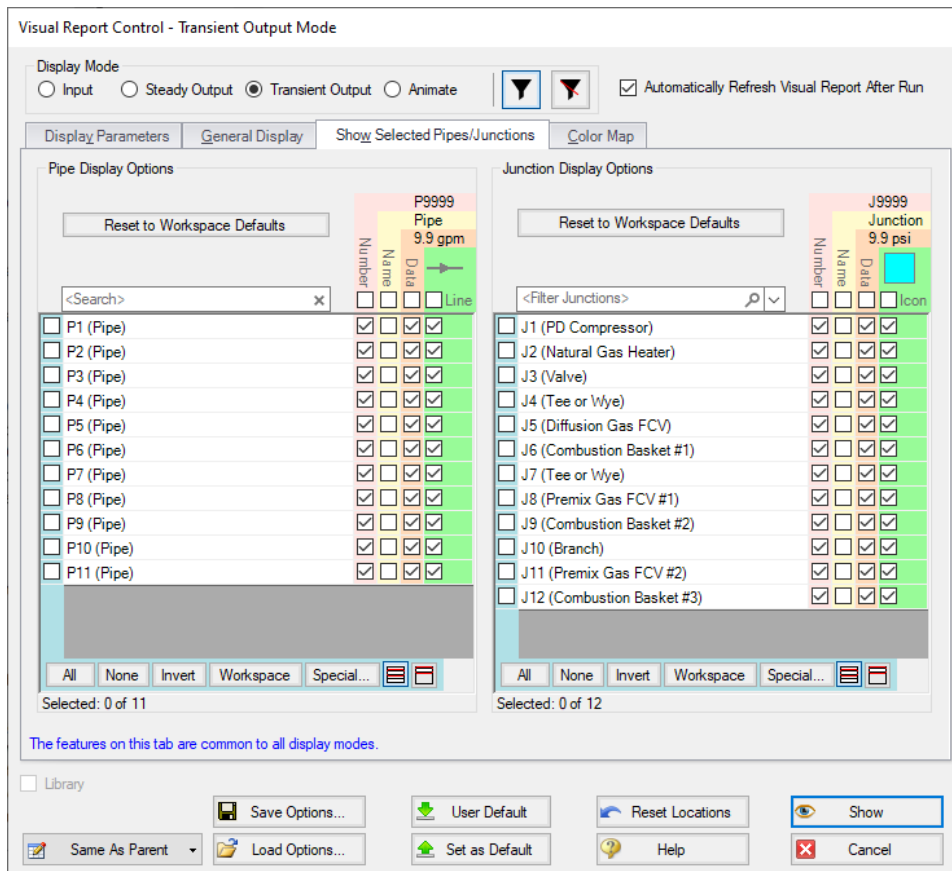 Visual Report Control - Transient Output Mode
Display Mode
Input Steady Output Transient Output Animate
Automatically Refresh Visual Report After Run
Display Parameters General Display Show Selected Pipes/Junctions Color Map
Pipe Display Options
P9999
Pipe
9.9 gpm
Reset to Workspace Defaults
Number
Name
Data
Line
<Search>
P1 (Pipe)
P2 (Pipe)
P3 (Pipe)
P4 (Pipe)
P5 (Pipe)
P6 (Pipe)
P7 (Pipe)
P8 (Pipe)
P9 (Pipe)
P10 (Pipe)
P11 (Pipe)
All None Invert Workspace Special...
Selected: 0 of 11
Junction Display Options
J9999
Junction
9.9 psi
Reset to Workspace Defaults
Number
Name
Data
Icon
<Filter Junctions>
J1 (PD Compressor)
J2 (Natural Gas Heater)
J3 (Valve)
J4 (Tee or Wye)
J5 (Diffusion Gas FCV)
J6 (Combustion Basket #1)
J7 (Tee or Wye)
J8 (Premix Gas FCV #1)
J9 (Combustion Basket #2)
J10 (Branch)
J11 (Premix Gas FCV #2)
J12 (Combustion Basket #3)
All None Invert Workspace Special...
Selected: 0 of 12
The features on this tab are common to all display modes.
Library
Save Options... User Default Reset Locations Show
Same As Parent Load Options... Set as Default Help Cancel